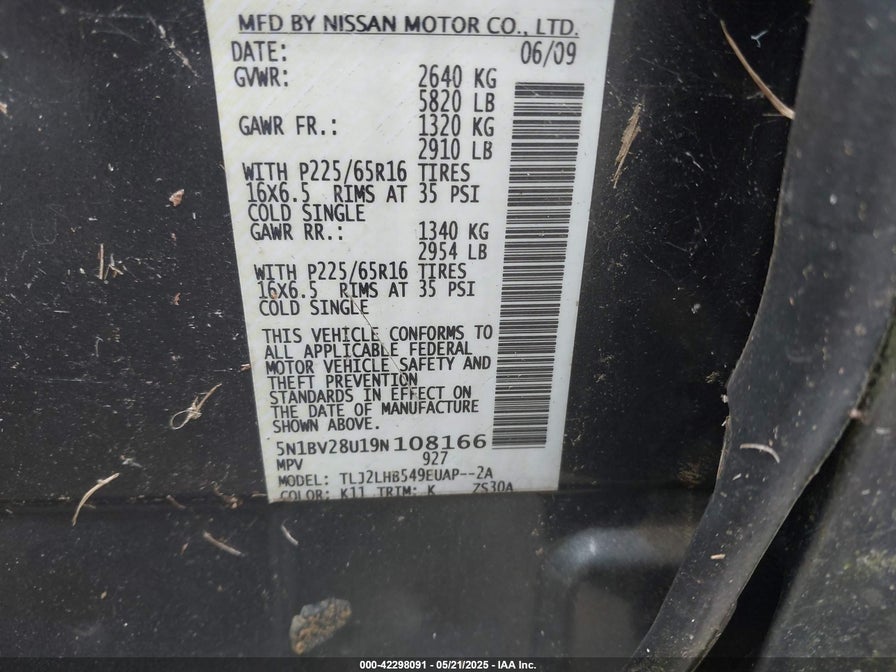 MFD BY NISSAN MOTOR CO., LTD.
DATE: 06/09
GVWR: 2640 KG
5820 LB
GAWR FR.: 1320 KG
2910 LB
WITH P225/65R16 TIRES
16X6.5 RIMS AT 35 PSI
COLD SINGLE
GAWR RR.: 1340 KG
2954 LB
WITH P225/65R16 TIRES
16X6.5 RIMS AT 35 PSI
COLD SINGLE
THIS VEHICLE CONFORMS TO
ALL APPLICABLE FEDERAL
MOTOR VEHICLE SAFETY AND
THEFT PREVENTION
STANDARDS IN EFFECT ON
THE DATE OF MANUFACTURE
SHOWN ABOVE.
5N1BV28U19N108166
MPV 927
MODEL: TLJ2LHB549EUAP--2A
COLOR: K11 TRIM: K ZS30A
000-42298091 - 05/21/2025 - IAA Inc.